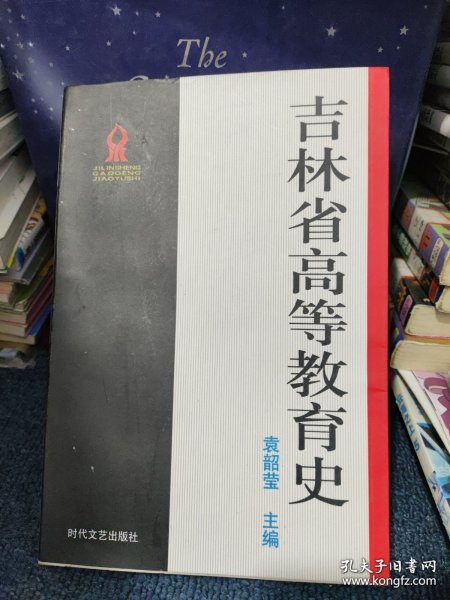 The
JILINSHENG
GAODENG
JIAOYUSHI
吉林省高等教育史
袁韶莹 主编
时代文艺出版社
孔夫子旧书网
www.kongfz.com